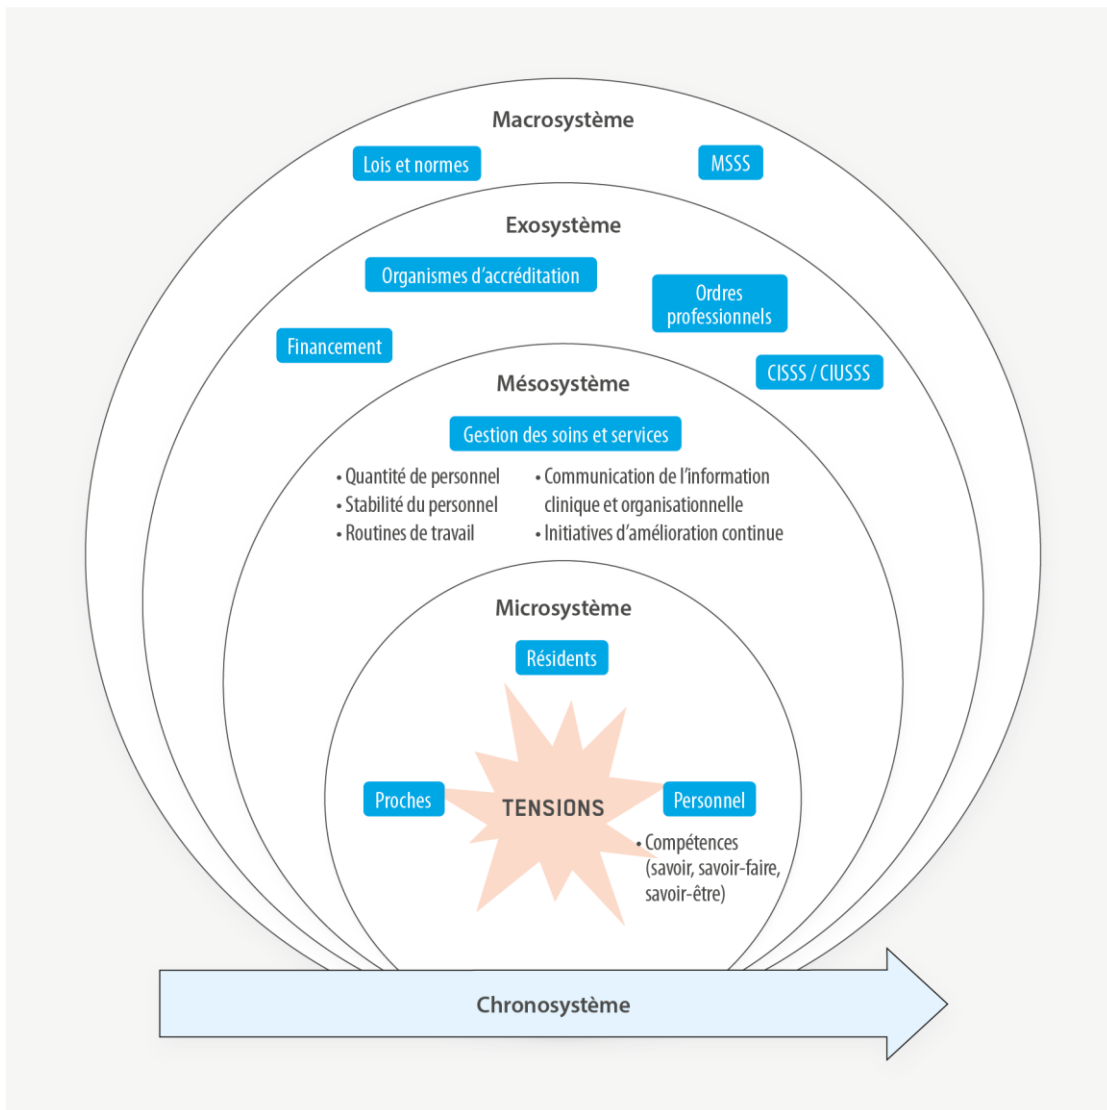 Macrosystème
Lois et normes
MSSS
Exosystème
Organismes d’accréditation
Ordres
professionnels
Financement
CISSS / CIUSSS
Mésosystème
Gestion des soins et services
• Quantité de personnel
• Stabilité du personnel
• Routines de travail
• Communication de l’information
clinique et organisationnelle
• Initiatives d’amélioration continue
Microsystème
Résidents
Proches
TENSIONS
Personnel
• Compétences
(savoir, savoir-faire,
savoir-être)
Chronosystème